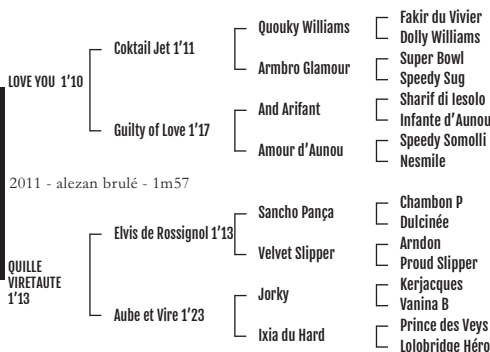 LOVE YOU 1'10
Coktail Jet 1'11
Quouky Williams
Fakir du Vivier
Dolly Williams
Armbro Glamour
Super Bowl
Speedy Sug
Guilty of Love 1'17
And Arifant
Sharif di Iesolo
Infante d'Aunou
Amour d'Aunou
Speedy Somolli
Nesmile
2011 - alezan brulé - 1m57
QUILLE
VIRETAUTE
1'13
Elvis de Rossignol 1'13
Sancho Pança
Chambon P
Dulcinée
Velvet Slipper
Arndon
Proud Slipper
Aube et Vire 1'23
Jorky
Kerjacques
Vanina B
Ixia du Hard
Prince des Veys
Lolobridge Héro